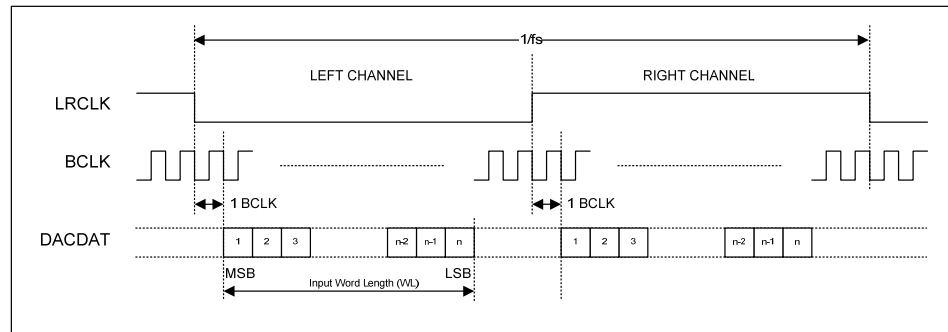 1/fs
LEFT CHANNEL RIGHT CHANNEL
LRCLK
BCLK
1 BCLK 1 BCLK
DACDAT 1 2 3 n-2 n-1 n 1 2 3 n-2 n-1 n
MSB LSB
Input Word Length (WL)